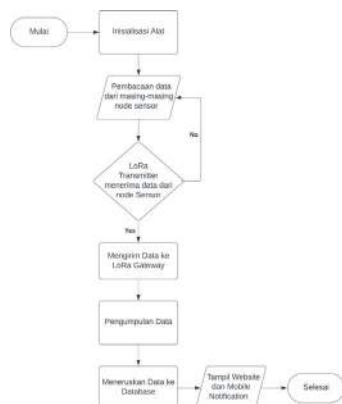 Mulai
Inisialisasi Alat
Pembacaan data
dari masing-masing
node sensor
No
LoRa
Transmitter
menerima data dari
node Sensor
Yes
Mengirim Data ke
LoRa Gateway
Pengumpulan Data
Meneruskan Data ke
Database
Tampil Website
dan Mobile
Notification
Selesai